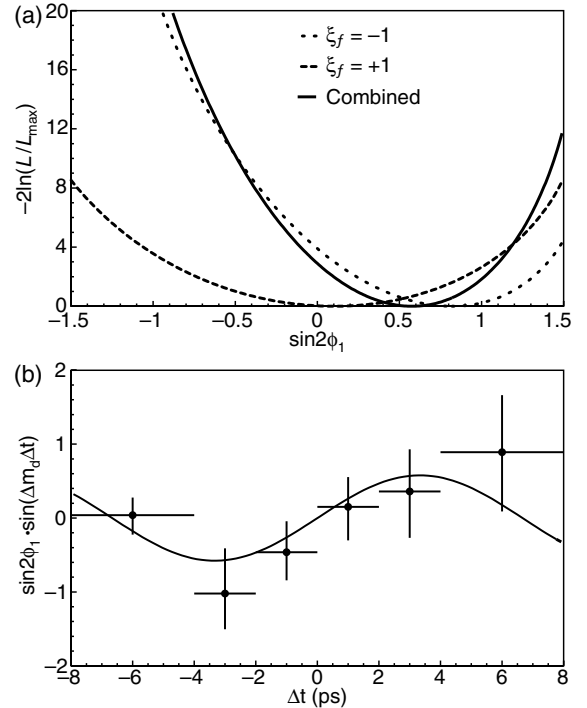 (a)
20
16
12
8
4
0
−2ln(L/Lmax)
ξf = −1
ξf = +1
Combined
−1.5 −1 −0.5 0 0.5 1 1.5
sin2ϕ1
(b)
2
1
0
−1
−2
sin2ϕ1·sin(ΔmdΔt)
−8 −6 −4 −2 0 2 4 6 8
Δt (ps)